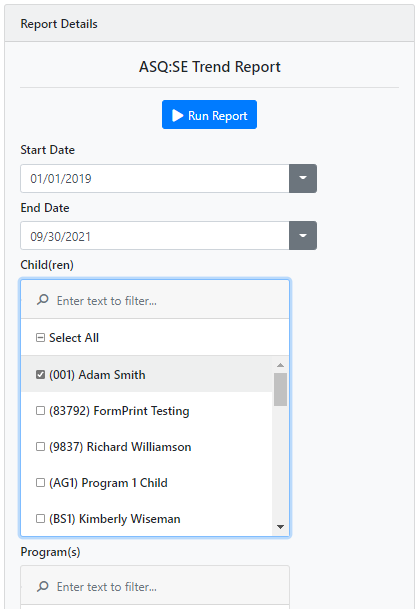 Report Details
ASQ:SE Trend Report
Run Report
Start Date
01/01/2019
End Date
09/30/2021
Child(ren)
Enter text to filter...
Select All
(001) Adam Smith
(83792) FormPrint Testing
(9837) Richard Williamson
(AG1) Program 1 Child
(BS1) Kimberly Wiseman
Program(s)
Enter text to filter...